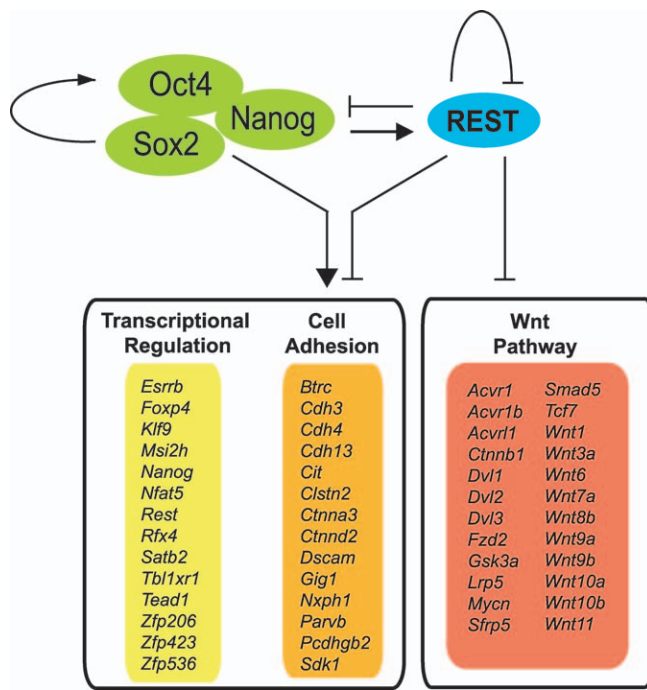 Oct4
Nanog
Sox2
REST
Transcriptional
Regulation
Esrrb
Foxp4
Klf9
Msi2h
Nanog
Nfat5
Rest
Rfx4
Satb2
Tbl1xr1
Tead1
Zfp206
Zfp423
Zfp536
Cell
Adhesion
Btrc
Cdh3
Cdh4
Cdh13
Cit
Clstn2
Ctnna3
Ctnnd2
Dscam
Gig1
Nxph1
Parvb
Pcdhgb2
Sdk1
Wnt
Pathway
Acvr1
Acvr1b
Acvrl1
Ctnnb1
Dvl1
Dvl2
Dvl3
Fzd2
Gsk3a
Lrp5
Mycn
Sfrp5
Smad5
Tcf7
Wnt1
Wnt3a
Wnt6
Wnt7a
Wnt8b
Wnt9a
Wnt9b
Wnt10a
Wnt10b
Wnt11